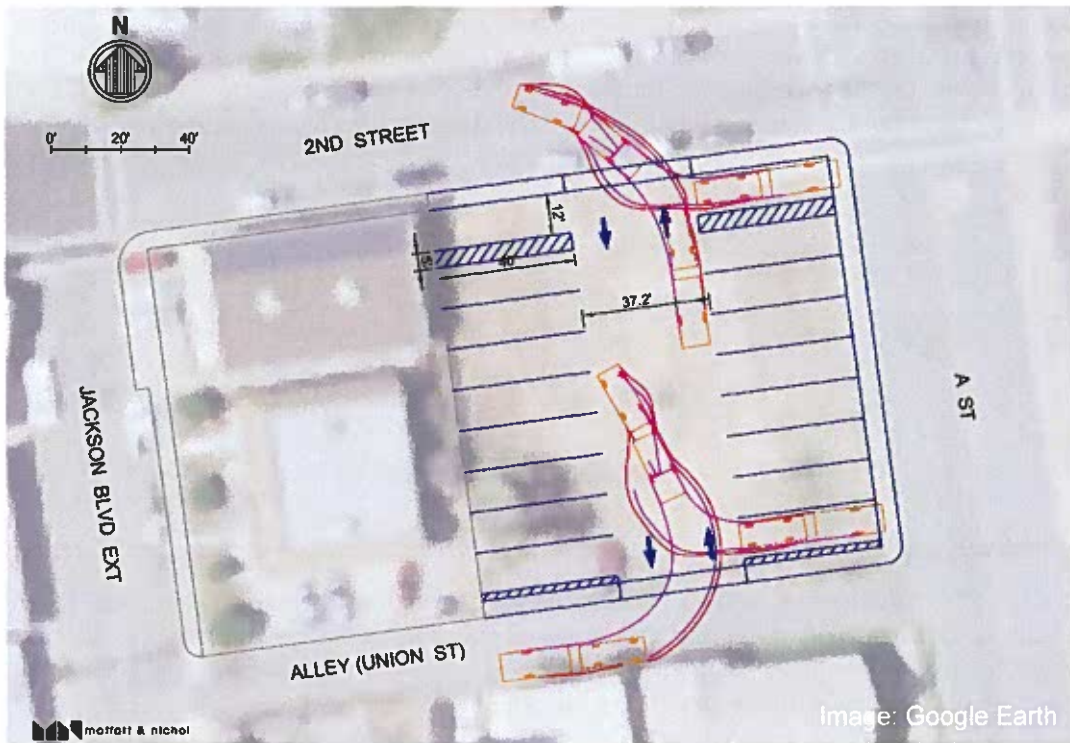 N
0' 20' 40'
2ND STREET
12'
40'
37.2'
JACKSON BLVD EXT
A ST
ALLEY (UNION ST)
moffatt & nichol
Image: Google Earth